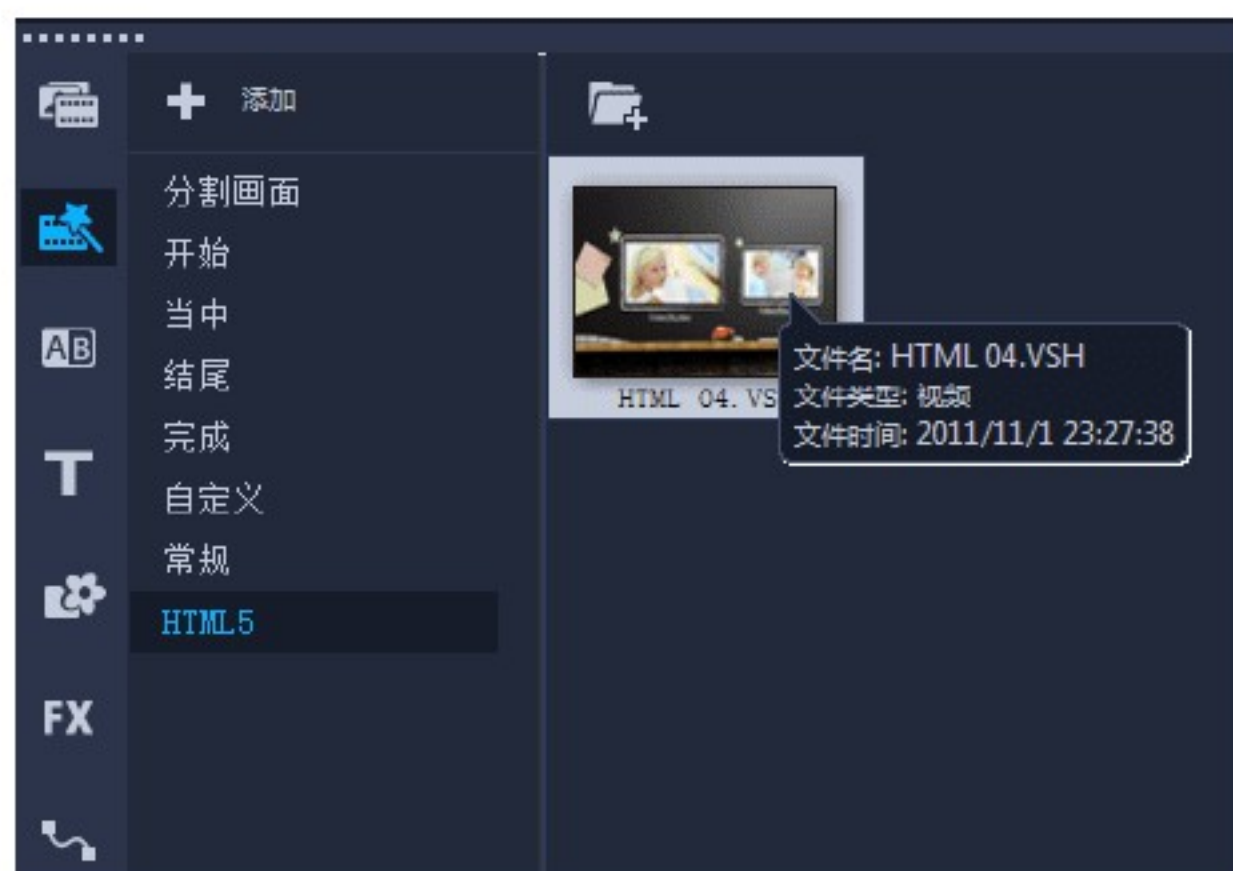 添加
分割画面
开始
当中
结尾
完成
自定义
常规
HTML5
AB
T
FX
HTML 04.VS
文件名: HTML 04.VSH
文件类型: 视频
文件时间: 2011/11/1 23:27:38